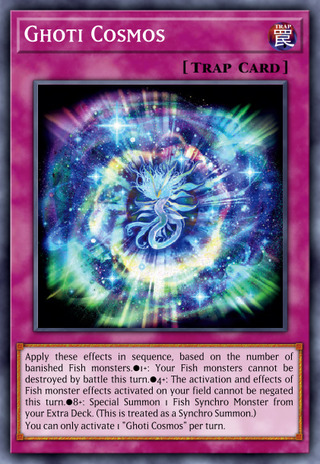 Ghoti Cosmos
TRAP
罠
[Trap Card]
Apply these effects in sequence, based on the number of
banished Fish monsters.●1+: Your Fish monsters cannot be
destroyed by battle this turn.●4+: The activation and effects of
Fish monster effects activated on your field cannot be negated
this turn.●8+: Special Summon 1 Fish Synchro Monster from
your Extra Deck. (This is treated as a Synchro Summon.)
You can only activate 1 "Ghoti Cosmos" per turn.